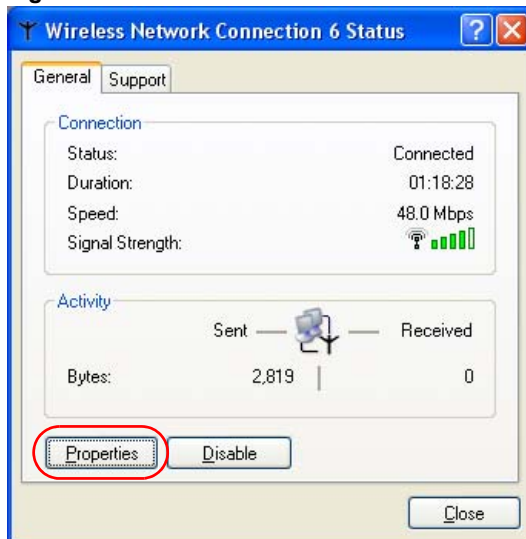 Wireless Network Connection 6 Status
General Support
Connection
Status: Connected
Duration: 01:18:28
Speed: 48.0 Mbps
Signal Strength:
Activity
Sent Received
Bytes: 2,819 0
Properties Disable
Close